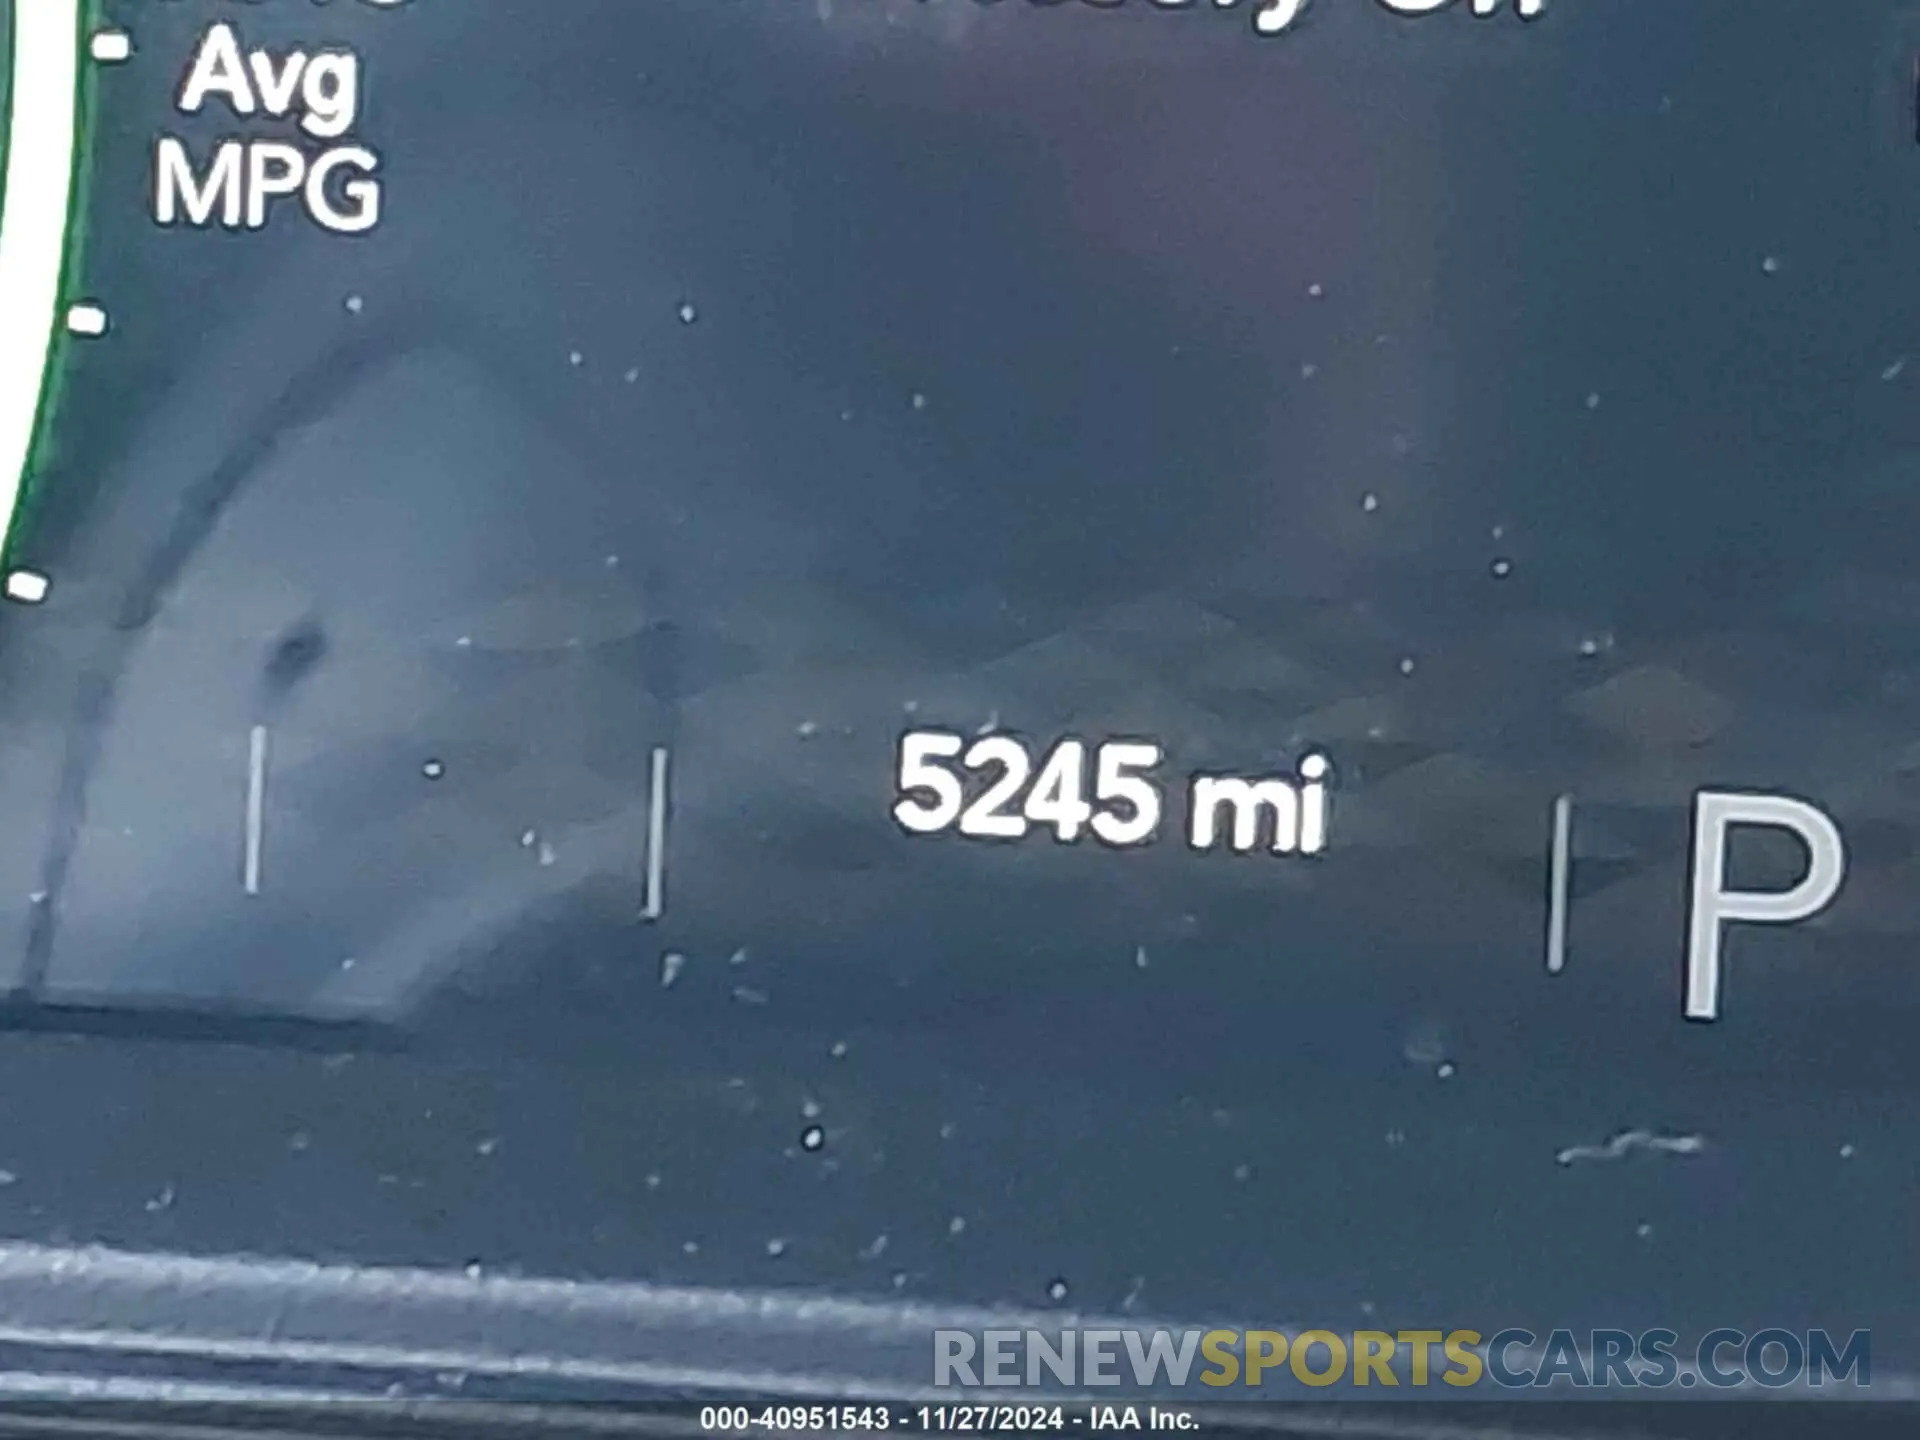 Avg
MPG
5245 mi
P
RENEWSPORTSCARS.COM
000-40951543 - 11/27/2024 - IAA Inc.